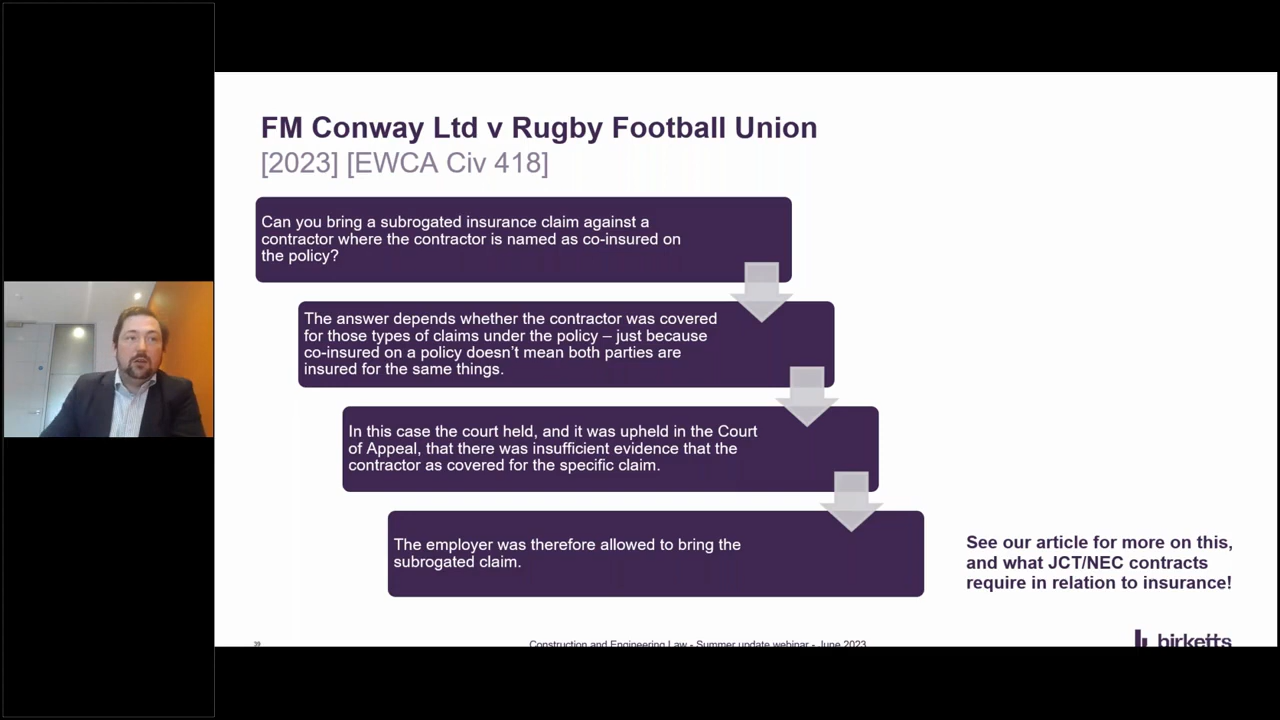 FM Conway Ltd v Rugby Football Union
[2023] [EWCA Civ 418]
Can you bring a subrogated insurance claim against a
contractor where the contractor is named as co-insured on
the policy?
The answer depends whether the contractor was covered
for those types of claims under the policy – just because
co-insured on a policy doesn't mean both parties are
insured for the same things.
In this case the court held, and it was upheld in the Court
of Appeal, that there was insufficient evidence that the
contractor as covered for the specific claim.
The employer was therefore allowed to bring the
subrogated claim.
See our article for more on this,
and what JCT/NEC contracts
require in relation to insurance!
Construction and Engineering Law - Summer update webinar - June 2023
birketts